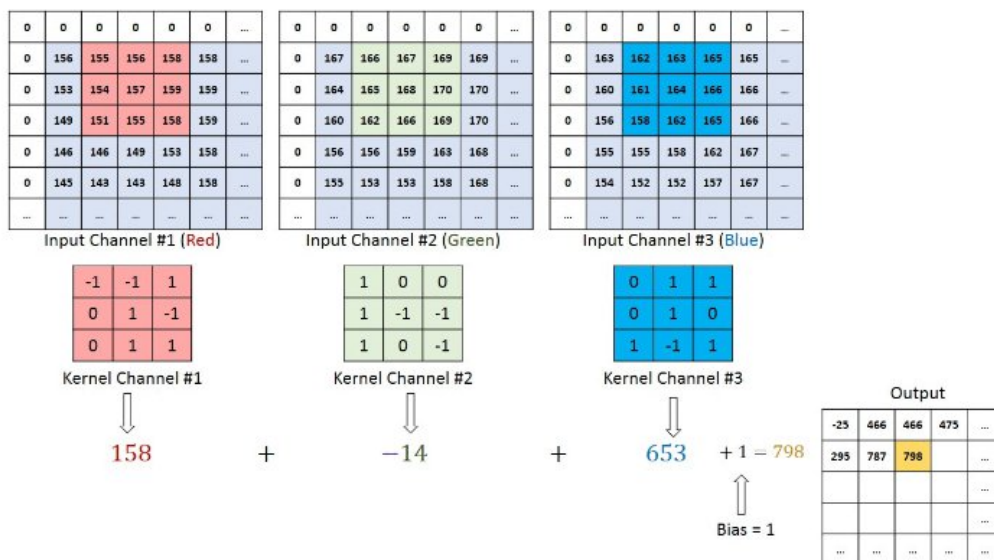 0 0 0 0 0 0 ...
0 156 155 156 158 158 ...
0 153 154 157 159 159 ...
0 149 151 155 158 159 ...
0 146 146 149 153 158 ...
0 145 143 143 148 158 ...
... ... ... ... ... ... ...
Input Channel #1 (Red)
0 0 0 0 0 0 ...
0 167 166 167 169 169 ...
0 164 165 168 170 170 ...
0 160 162 166 169 170 ...
0 156 156 159 163 168 ...
0 155 153 153 158 168 ...
... ... ... ... ... ... ...
Input Channel #2 (Green)
0 0 0 0 0 0 ...
0 163 162 163 165 165 ...
0 160 161 164 166 166 ...
0 156 158 162 165 166 ...
0 155 155 158 162 167 ...
0 154 152 152 157 167 ...
... ... ... ... ... ... ...
Input Channel #3 (Blue)
-1 -1 1
0 1 -1
0 1 1
Kernel Channel #1
1 0 0
1 -1 -1
1 0 -1
Kernel Channel #2
0 1 1
0 1 0
1 -1 1
Kernel Channel #3
158 + −14 + 653 + 1 = 798
Bias = 1
Output
-25 466 466 475 ...
295 787 798 ...
...
...
... ... ... ... ...